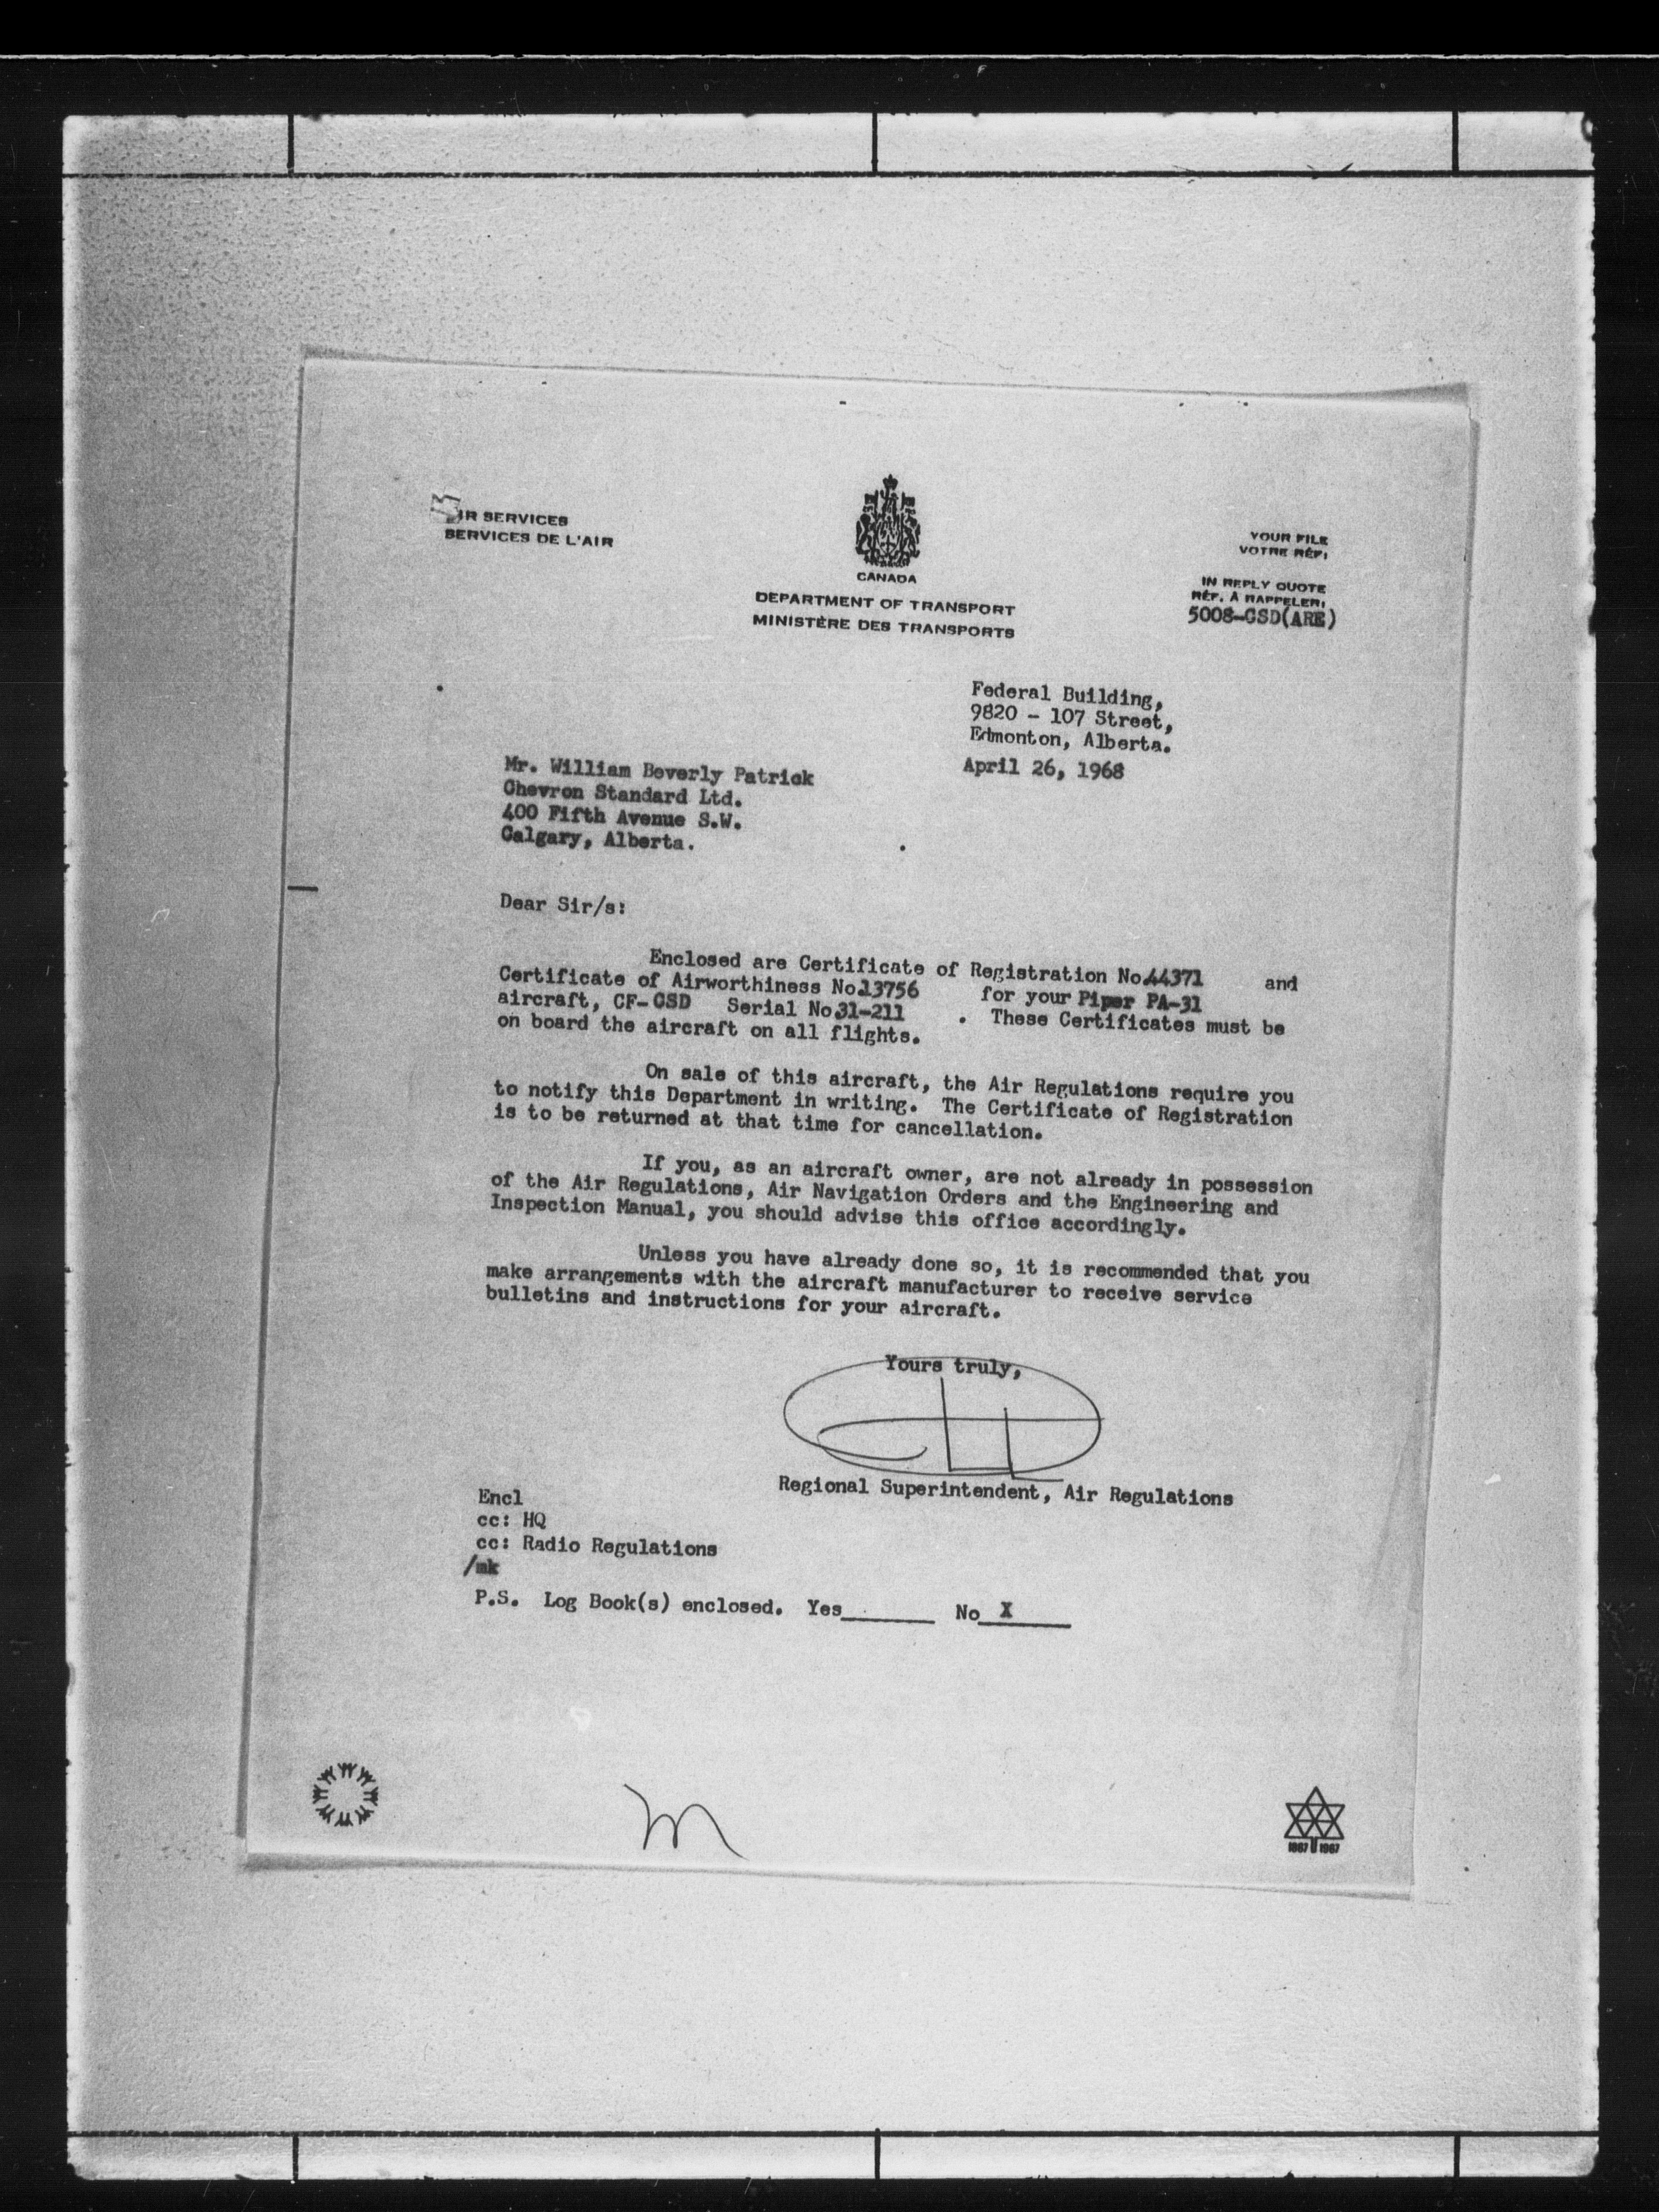 IR SERVICES
SERVICES DE L'AIR
CANADA
DEPARTMENT OF TRANSPORT
MINISTÈRE DES TRANSPORTS
YOUR FILE
VOTRE RÉF:
IN REPLY QUOTE
RÉF. À RAPPELER:
5008-CSD(ARE)
Federal Building,
9820 - 107 Street,
Edmonton, Alberta.
April 26, 1968
Mr. William Beverly Patrick
Chevron Standard Ltd.
400 Fifth Avenue S.W.
Calgary, Alberta.
Dear Sir/s:
Enclosed are Certificate of Registration No.44371 and
Certificate of Airworthiness No.13756 for your Piper PA-31
aircraft, CF-CSD Serial No.31-211 . These Certificates must be
on board the aircraft on all flights.
On sale of this aircraft, the Air Regulations require you
to notify this Department in writing. The Certificate of Registration
is to be returned at that time for cancellation.
If you, as an aircraft owner, are not already in possession
of the Air Regulations, Air Navigation Orders and the Engineering and
Inspection Manual, you should advise this office accordingly.
Unless you have already done so, it is recommended that you
make arrangements with the aircraft manufacturer to receive service
bulletins and instructions for your aircraft.
Yours truly,
Regional Superintendent, Air Regulations
Encl
cc: HQ
cc: Radio Regulations
/mk
P.S. Log Book(s) enclosed. Yes______ No X
1867 1967